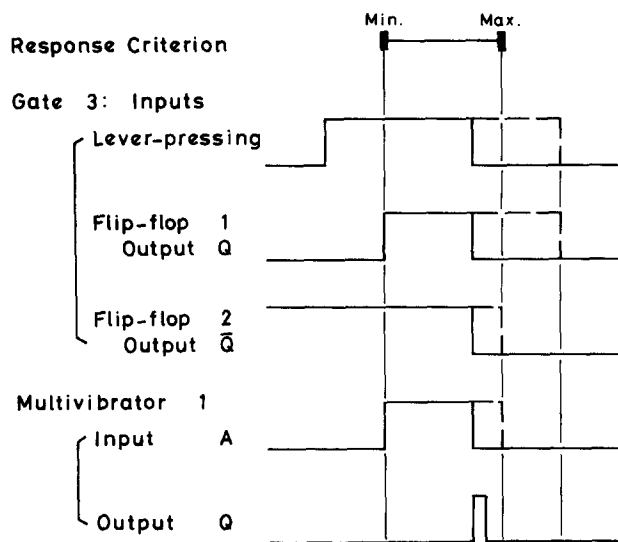 Min. Max.
Response Criterion
Gate 3: Inputs
Lever-pressing
Flip-flop 1
Output Q
Flip-flop 2
Output Q̅
Multivibrator 1
Input A
Output Q